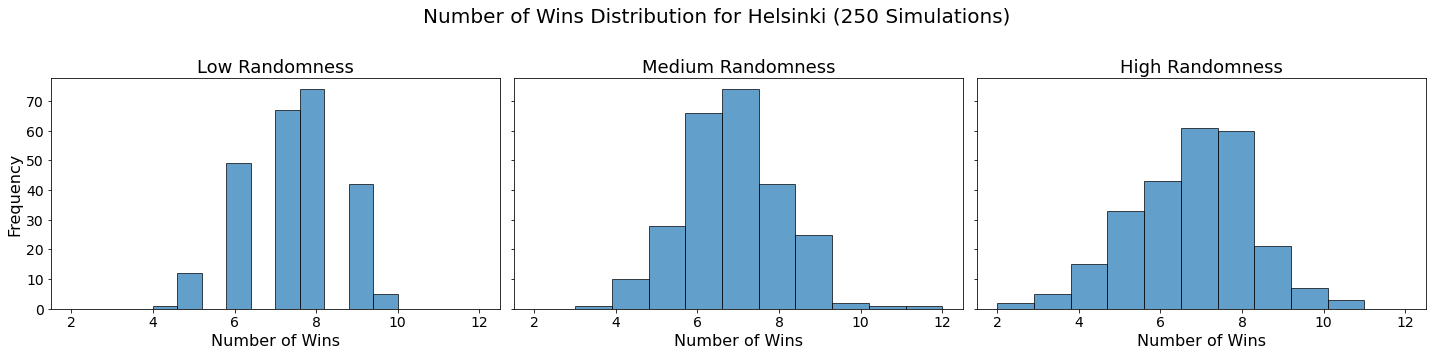 Number of Wins Distribution for Helsinki (250 Simulations)
Low Randomness
Medium Randomness
High Randomness
Frequency
70
60
50
40
30
20
10
0
2 4 6 8 10 12
2 4 6 8 10 12
2 4 6 8 10 12
Number of Wins
Number of Wins
Number of Wins